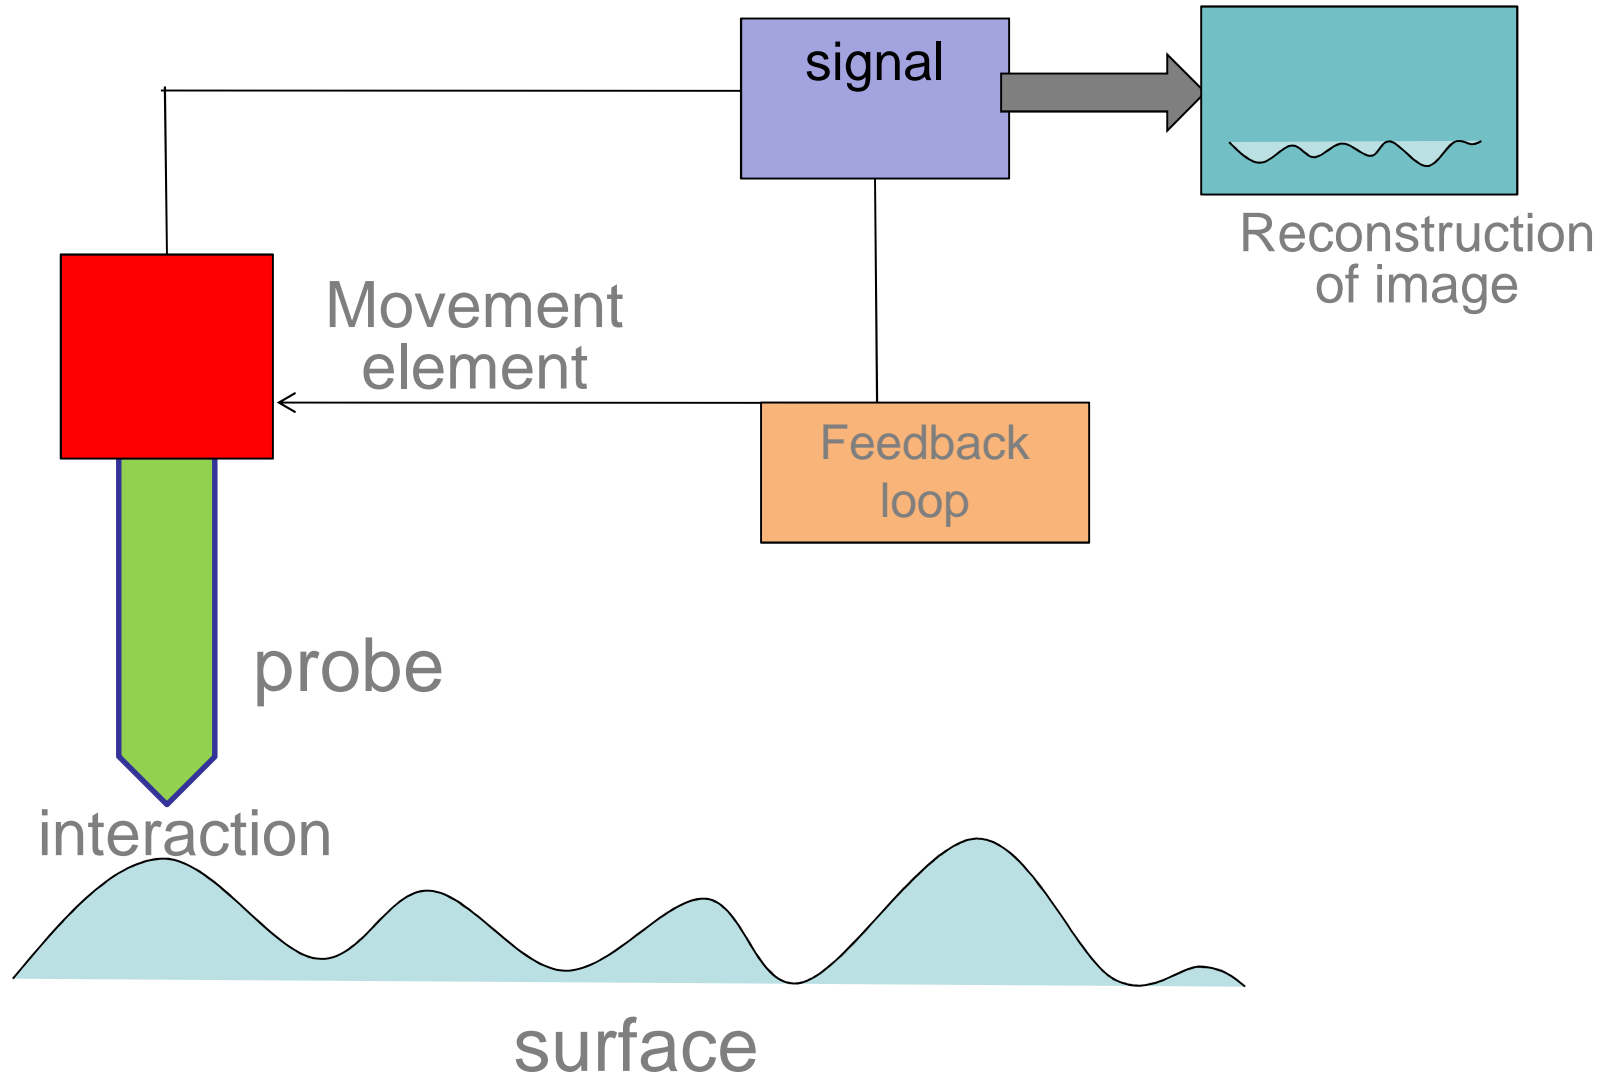 signal
Reconstruction
of image
Movement
element
Feedback
loop
probe
interaction
surface